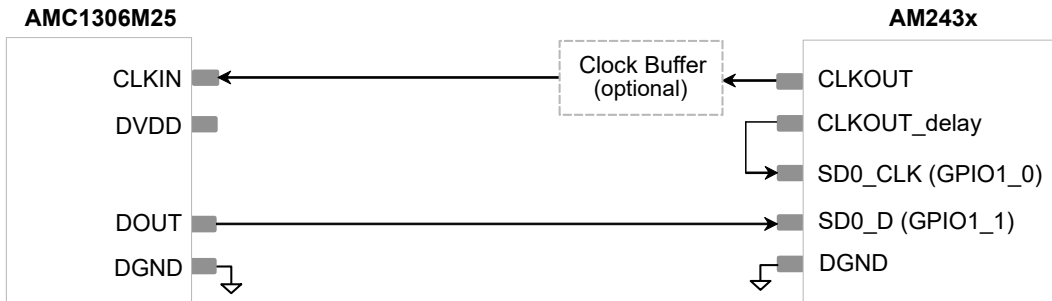 AMC1306M25
AM243x
CLKIN
Clock Buffer
(optional)
CLKOUT
DVDD
CLKOUT_delay
SD0_CLK (GPIO1_0)
DOUT
SD0_D (GPIO1_1)
DGND
DGND